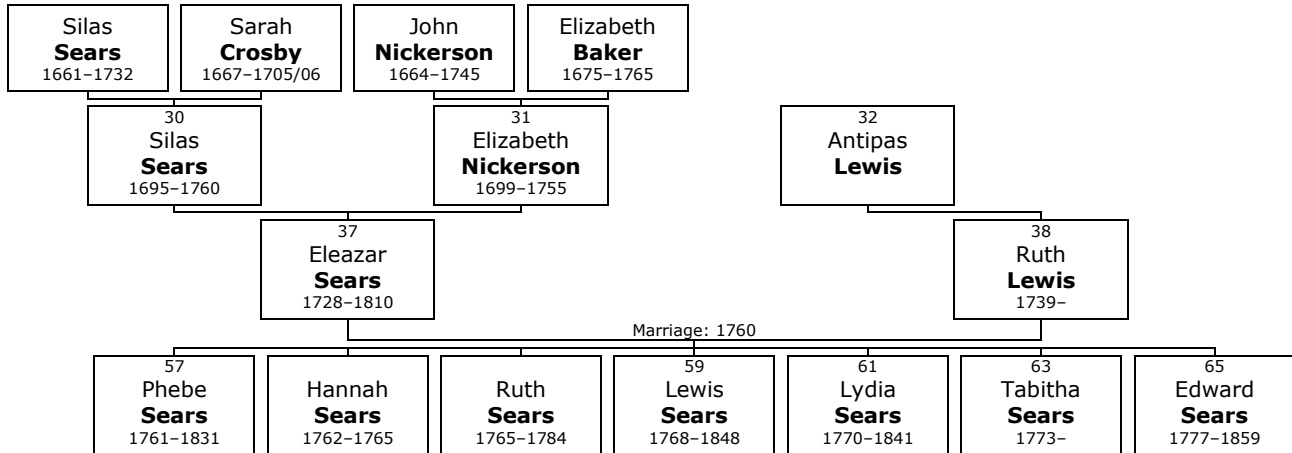 Silas
Sears
1661–1732
Sarah
Crosby
1667–1705/06
John
Nickerson
1664–1745
Elizabeth
Baker
1675–1765
30
Silas
Sears
1695–1760
31
Elizabeth
Nickerson
1699–1755
32
Antipas
Lewis
37
Eleazar
Sears
1728–1810
38
Ruth
Lewis
1739–
Marriage: 1760
57
Phebe
Sears
1761–1831
Hannah
Sears
1762–1765
Ruth
Sears
1765–1784
59
Lewis
Sears
1768–1848
61
Lydia
Sears
1770–1841
63
Tabitha
Sears
1773–
65
Edward
Sears
1777–1859